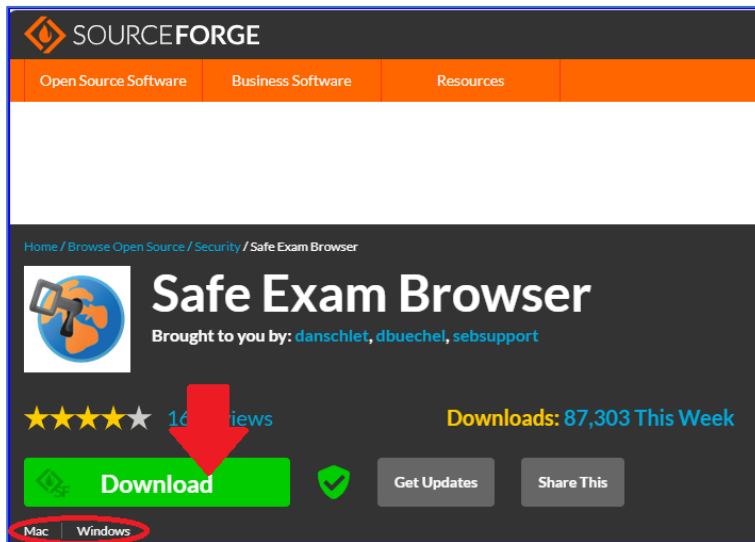 SOURCEFORGE
Open Source Software Business Software Resources
Home / Browse Open Source / Security / Safe Exam Browser
Safe Exam Browser
Brought to you by: danschlet, dbuechel, sebsupport
Downloads: 87,303 This Week
Download Get Updates Share This
SF
Mac Windows